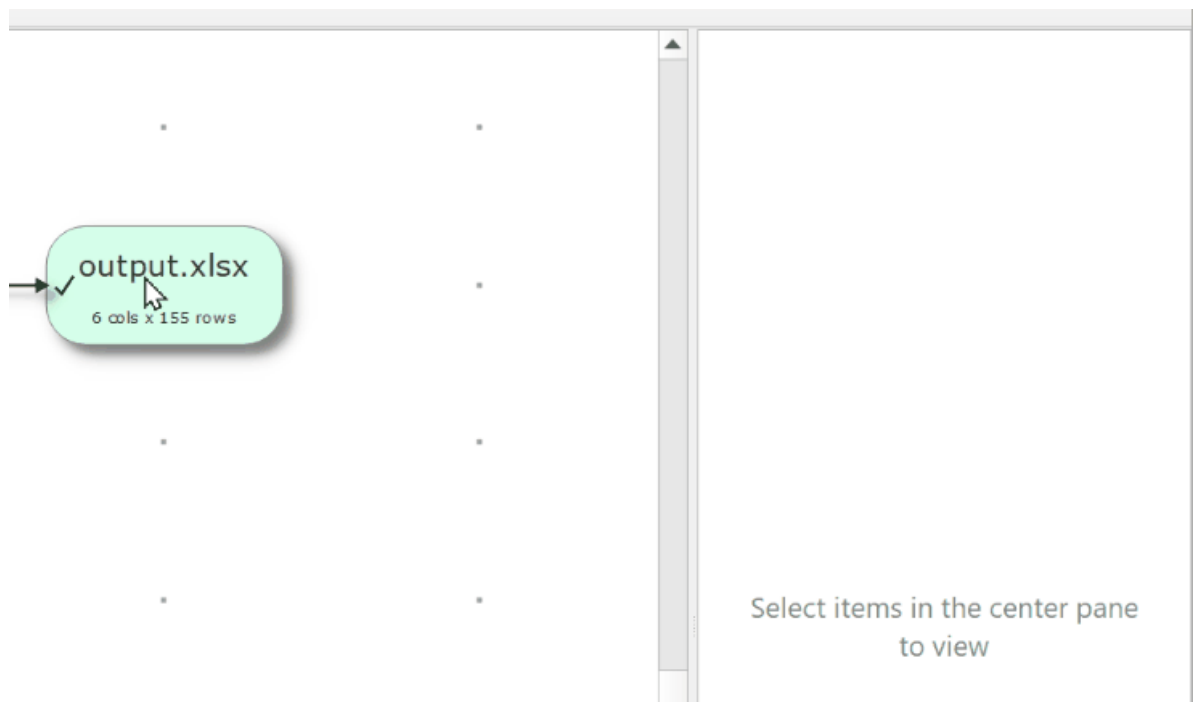 output.xlsx
6 cols x 155 rows
Select items in the center pane
to view